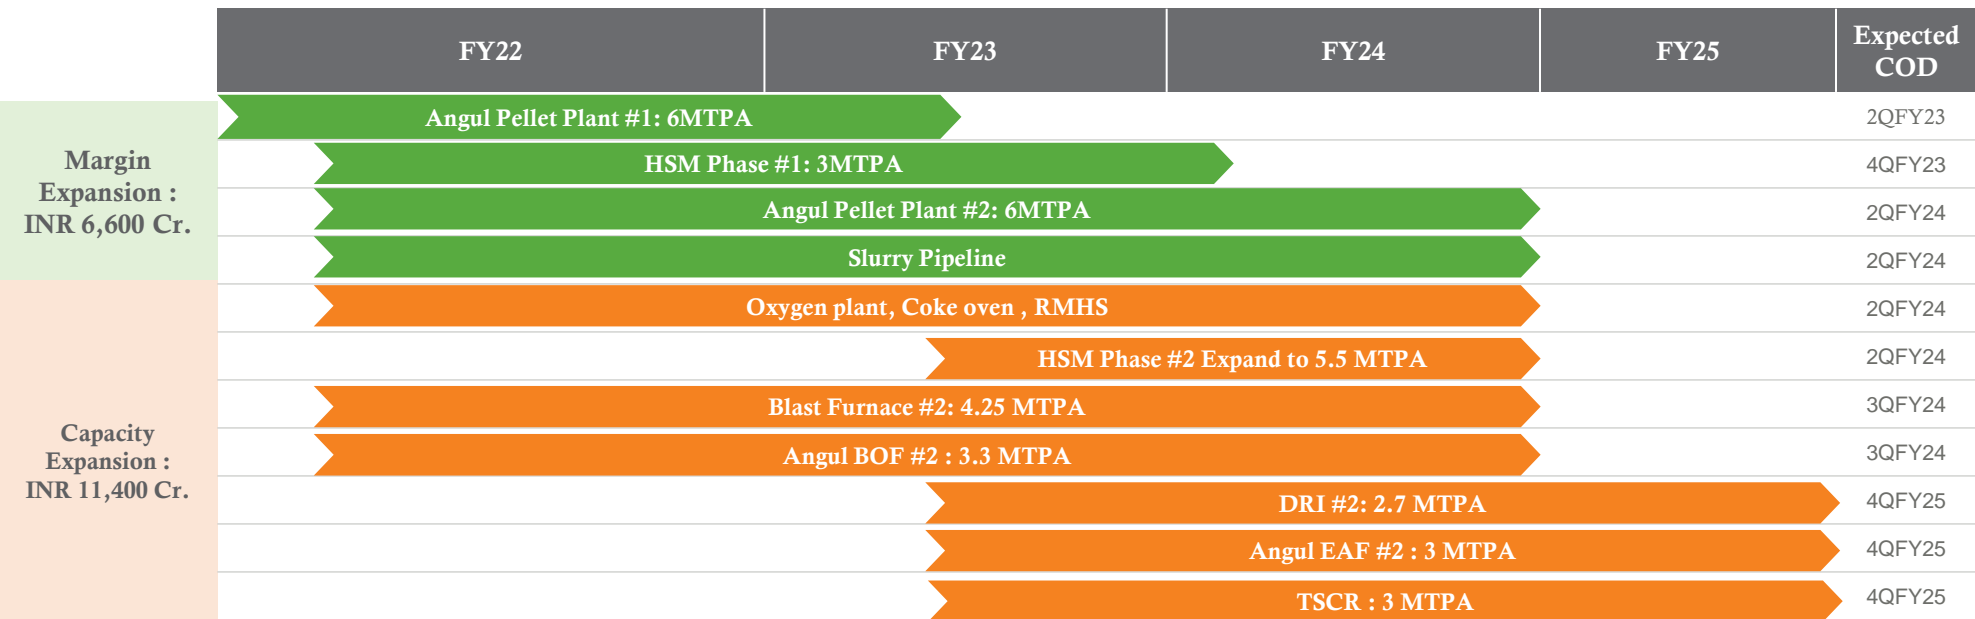 FY22
FY23
FY24
FY25
Expected
COD
Margin
Expansion :
INR 6,600 Cr.
Angul Pellet Plant #1: 6MTPA
2QFY23
HSM Phase #1: 3MTPA
4QFY23
Angul Pellet Plant #2: 6MTPA
2QFY24
Slurry Pipeline
2QFY24
Capacity
Expansion :
INR 11,400 Cr.
Oxygen plant, Coke oven , RMHS
2QFY24
HSM Phase #2 Expand to 5.5 MTPA
2QFY24
Blast Furnace #2: 4.25 MTPA
3QFY24
Angul BOF #2 : 3.3 MTPA
3QFY24
DRI #2: 2.7 MTPA
4QFY25
Angul EAF #2 : 3 MTPA
4QFY25
TSCR : 3 MTPA
4QFY25